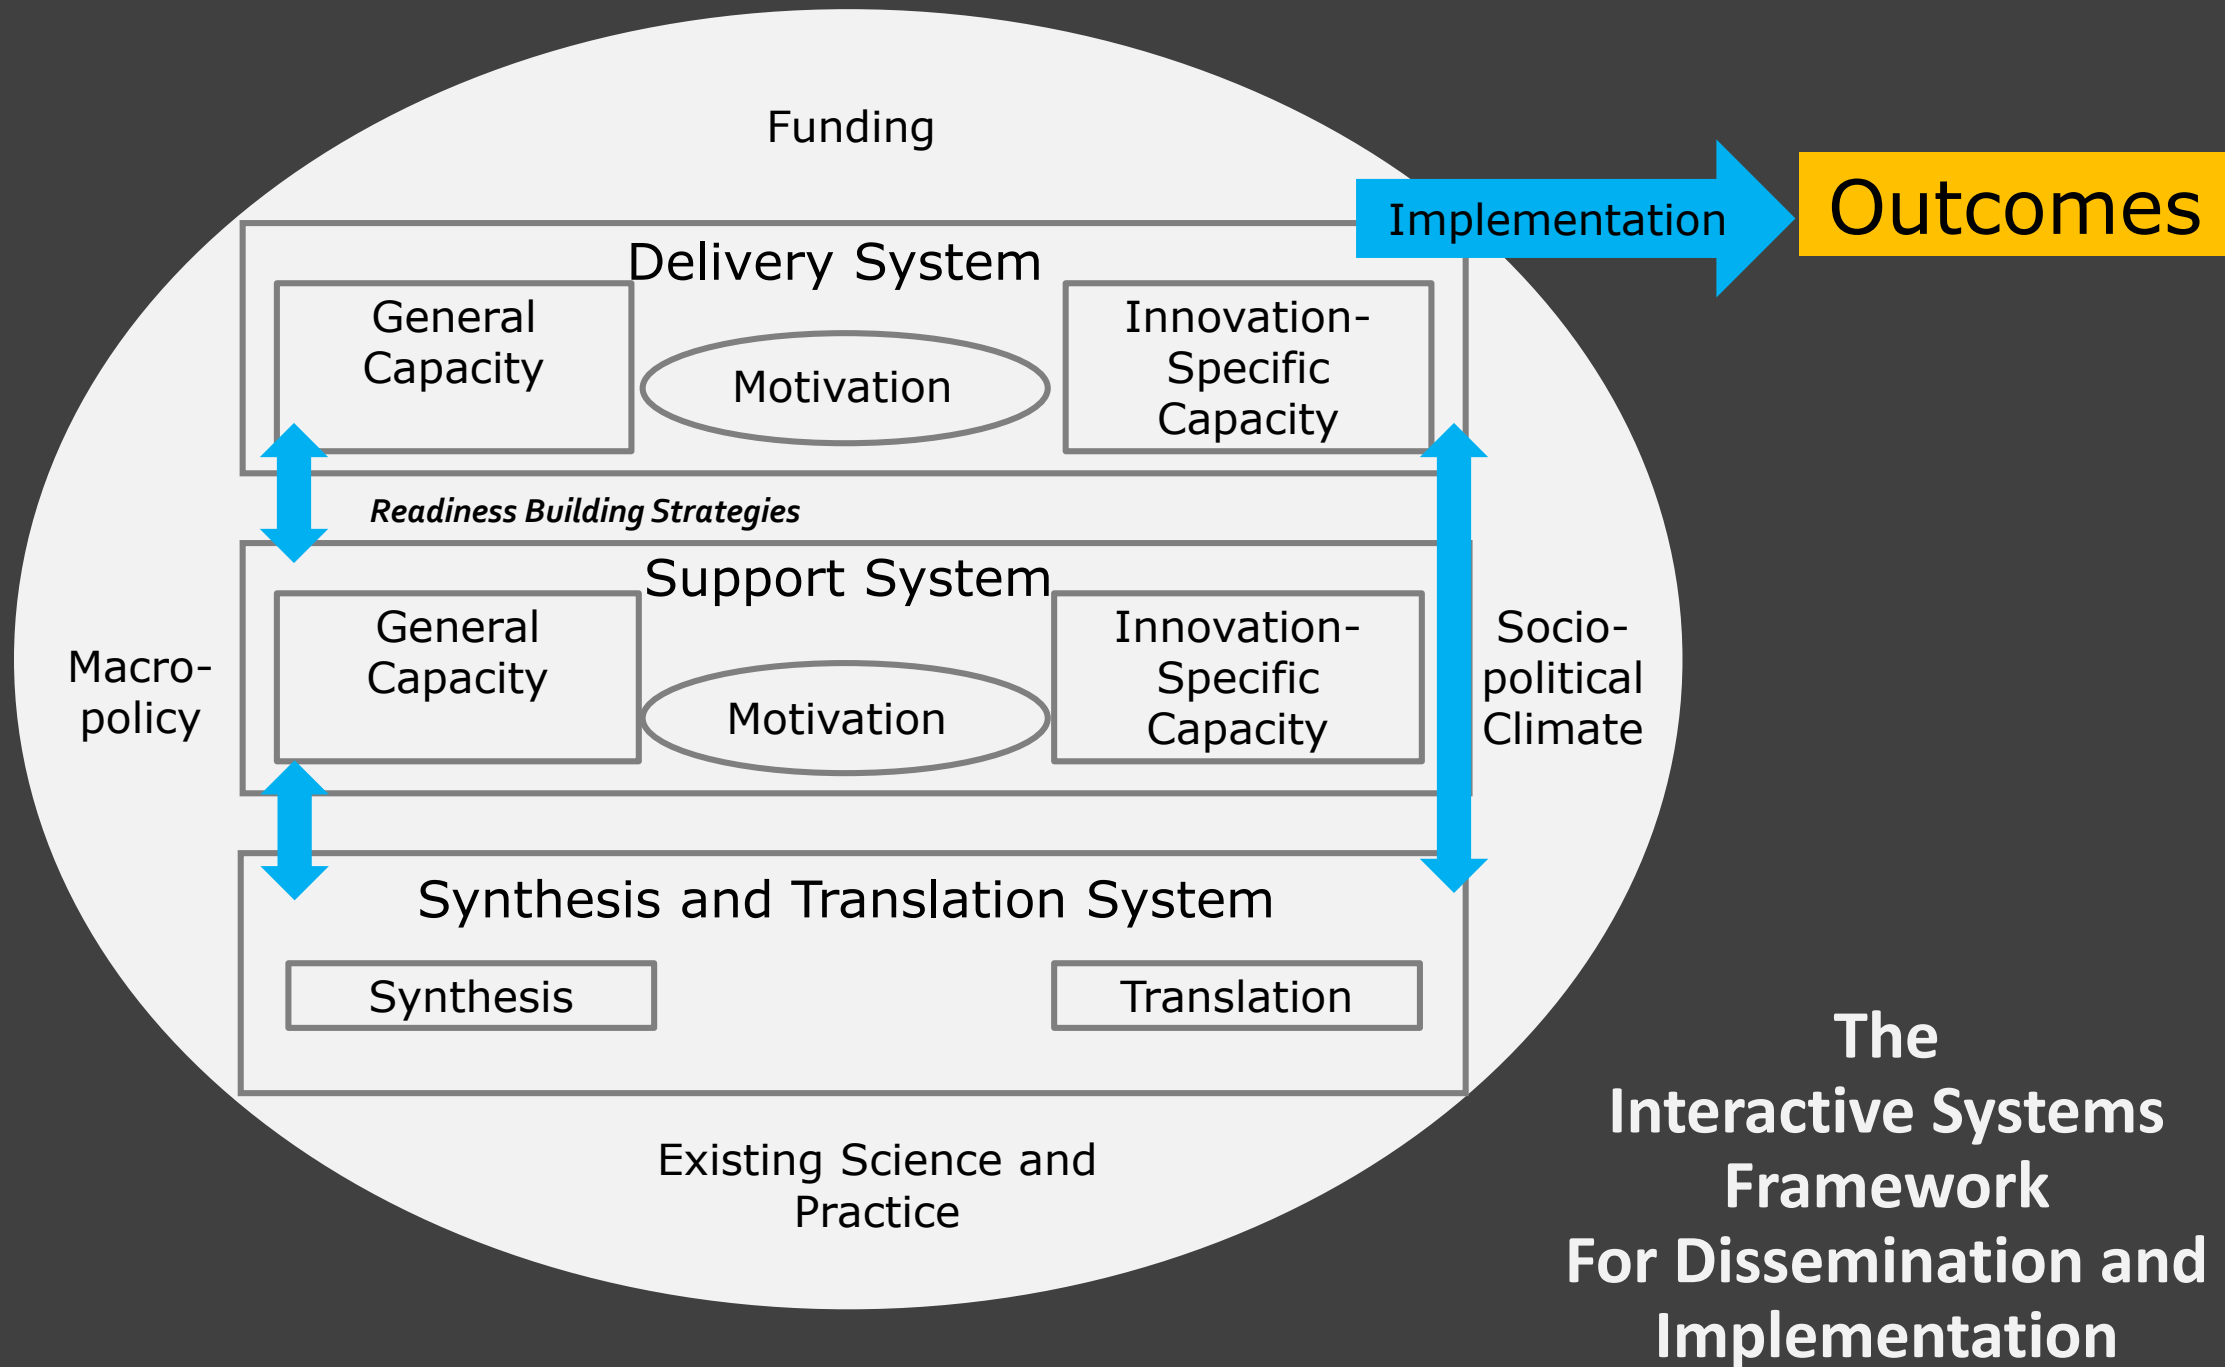 Funding
Implementation
Outcomes
Delivery System
General
Capacity
Motivation
Innovation-
Specific
Capacity
Readiness Building Strategies
Support System
General
Capacity
Motivation
Innovation-
Specific
Capacity
Macro-
policy
Socio-
political
Climate
Synthesis and Translation System
Synthesis
Translation
Existing Science and
Practice
The
Interactive Systems
Framework
For Dissemination and
Implementation